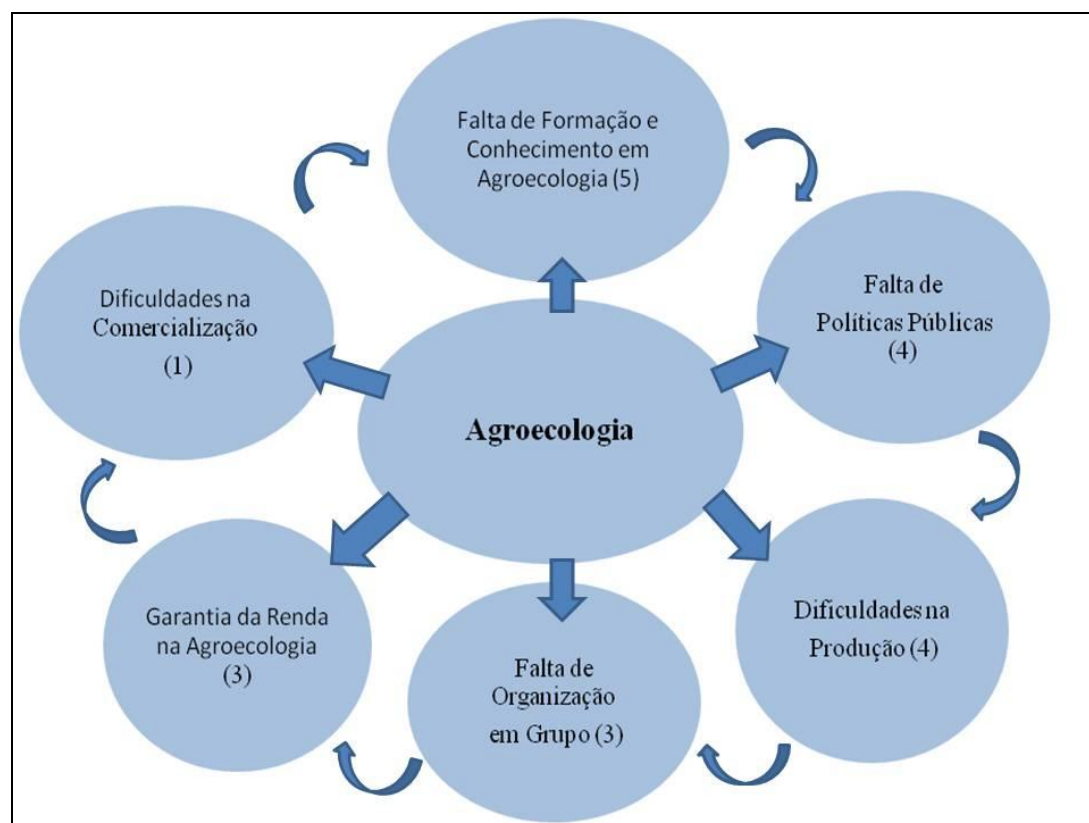 Falta de Formação e
Conhecimento em
Agroecologia (5)
Dificuldades na
Comercialização
(1)
Falta de
Políticas Públicas
(4)
Agroecologia
Garantia da Renda
na Agroecologia
(3)
Falta de
Organização
em Grupo (3)
Dificuldades na
Produção (4)